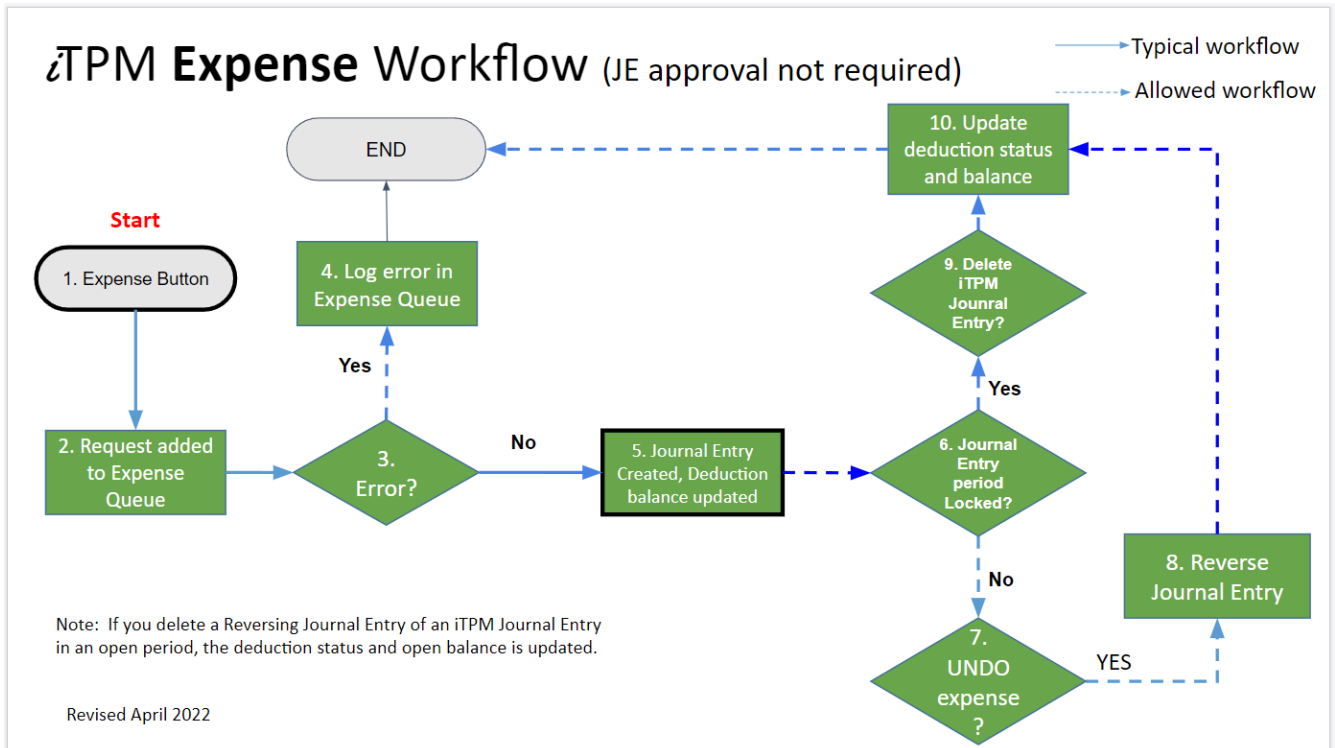 iTPM Expense Workflow (JE approval not required)
Typical workflow
Allowed workflow
END
10. Update
deduction status
and balance
Start
1. Expense Button
4. Log error in
Expense Queue
9. Delete
iTPM
Jounral
Entry?
Yes
Yes
2. Request added
to Expense
Queue
3.
Error?
No
5. Journal Entry
Created, Deduction
balance updated
6. Journal
Entry
period
Locked?
No
8. Reverse
Journal Entry
7.
UNDO
expense
?
YES
Note: If you delete a Reversing Journal Entry of an iTPM Journal Entry
in an open period, the deduction status and open balance is updated.
Revised April 2022